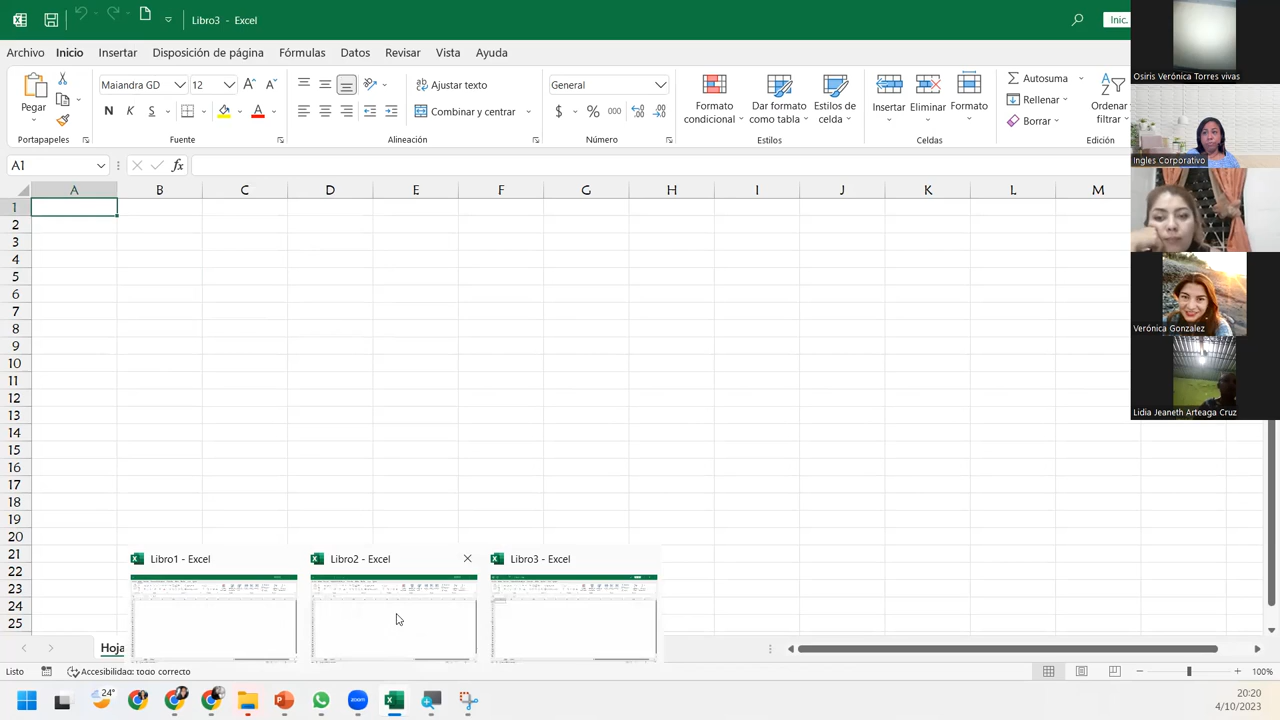 Libro3 - Excel
Inic.
Archivo Inicio Insertar Disposición de página Fórmulas Datos Revisar Vista Ayuda
Pegar
Portapapeles
Maiandra GD
12
N K S
Fuente
Ajustar texto
Combinar y centrar
Alineación
General
$ % 000
Número
Formato condicional
Dar formato como tabla
Estilos de celda
Estilos
Insertar
Eliminar
Formato
Celdas
Autosuma
Rellenar
Borrar
Ordenar
filtrar
Edición
A1
fx
A B C D E F G H I J K L M
1
2
3
4
5
6
7
8
9
10
11
12
13
14
15
16
17
18
19
20
21
22
23
24
25
Osiris Verónica Torres vivas
Ingles Corporativo
Verónica Gonzalez
Lidia Jeaneth Arteaga Cruz
Libro1 - Excel
Libro2 - Excel
Libro3 - Excel
Hoja
Listo
Accesibilidad: todo correcto
100%
24°
zoom
20:20
4/10/2023